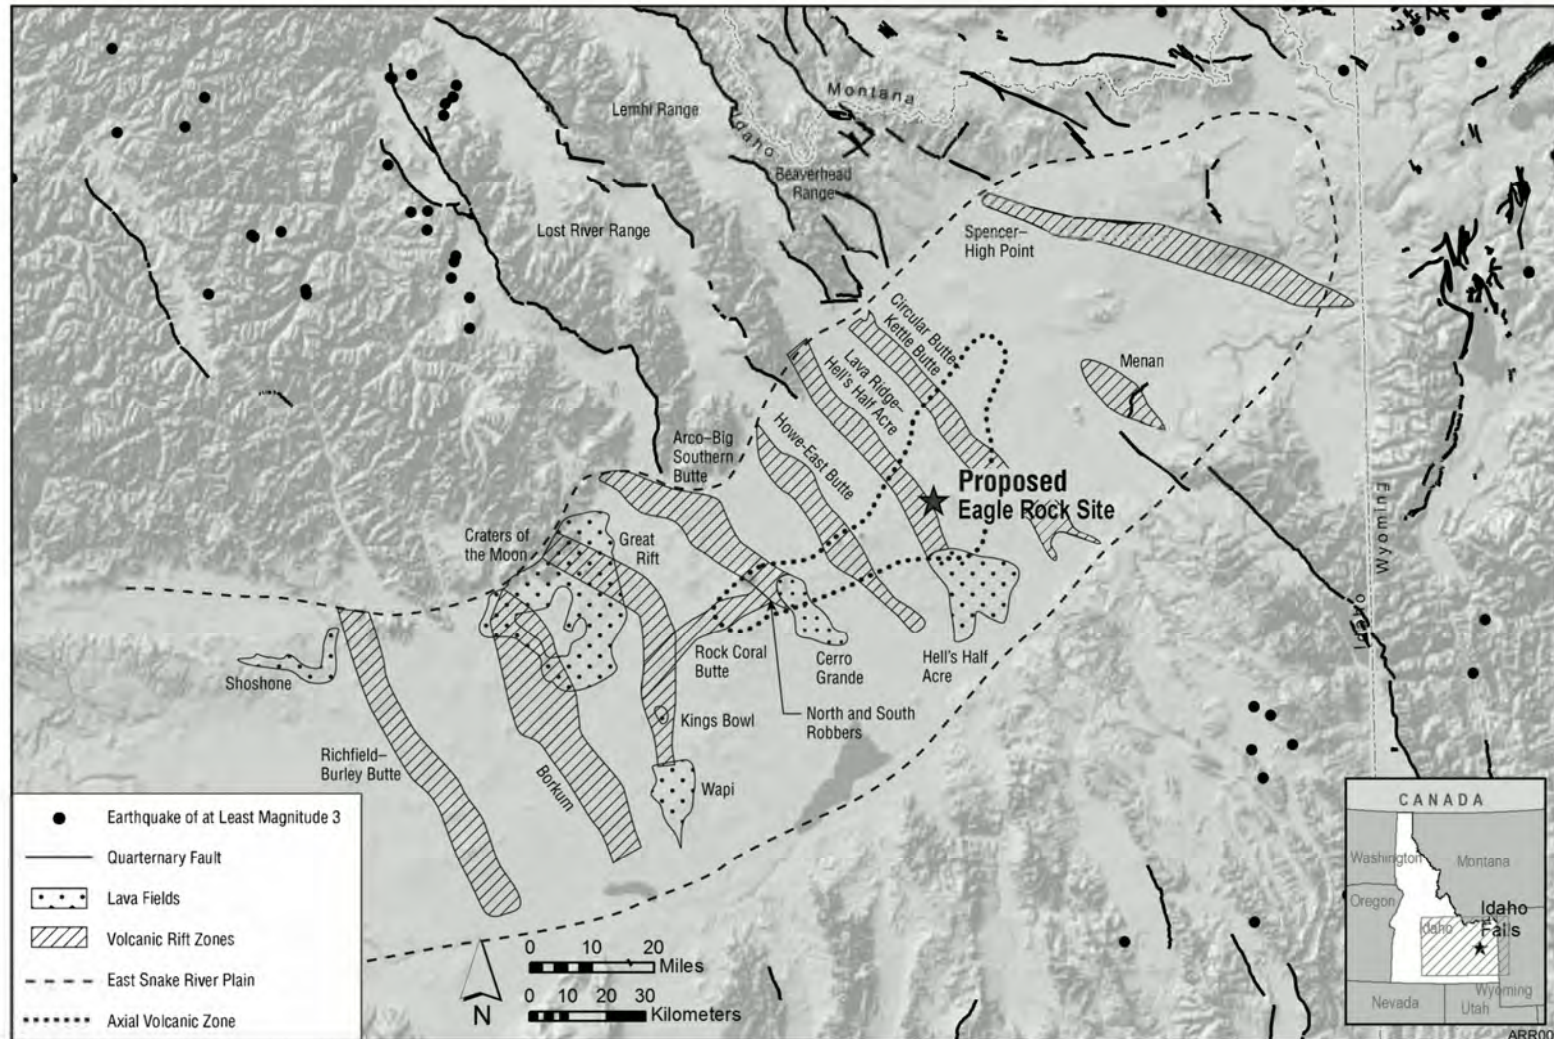 Montana
Idaho
Lemhi Range
Beaverhead
Range
Lost River Range
Spencer–
High Point
Circular Butte-
Kettle Butte
Lava Ridge–
Hell's Half Acre
Menan
Howe-East Butte
Arco–Big
Southern
Butte
Proposed
Eagle Rock Site
Craters of
the Moon
Great
Rift
Wyoming
Idaho
Shoshone
Rock Coral
Butte
Cerro
Grande
Hell's Half
Acre
Kings Bowl
North and South
Robbers
Richfield–
Burley Butte
Borkum
Wapi
Earthquake of at Least Magnitude 3
Quarternary Fault
Lava Fields
Volcanic Rift Zones
East Snake River Plain
Axial Volcanic Zone
N
0 10 20
Miles
0 10 20 30
Kilometers
CANADA
Washington
Montana
Oregon
Idaho
Idaho
Falls
Wyoming
Nevada
Utah
ARR00